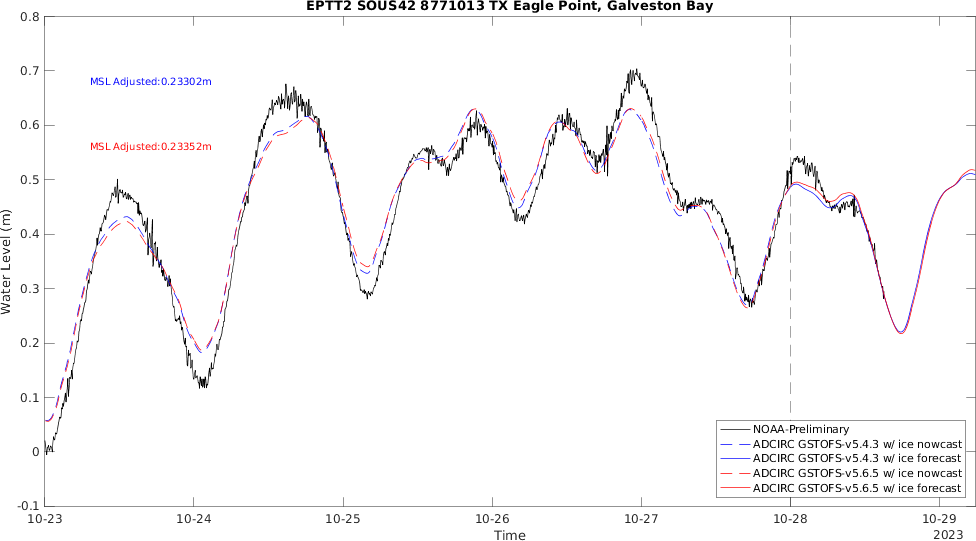 EPTT2 SOUS42 8771013 TX Eagle Point, Galveston Bay
0.8
0.7
0.6
0.5
0.4
0.3
0.2
0.1
0
-0.1
Water Level (m)
MSL Adjusted:0.23302m
MSL Adjusted:0.23352m
NOAA-Preliminary
ADCIRC GSTOFS-v5.4.3 w/ ice nowcast
ADCIRC GSTOFS-v5.4.3 w/ ice forecast
ADCIRC GSTOFS-v5.6.5 w/ ice nowcast
ADCIRC GSTOFS-v5.6.5 w/ ice forecast
10-23 10-24 10-25 10-26 10-27 10-28 10-29
Time
2023